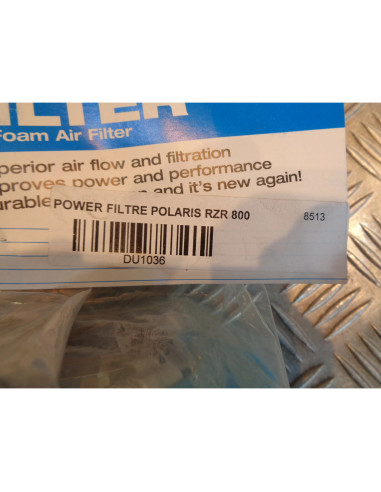 ILTER
Foam Air Filter
perior air flow and filtration
proves power and performance
urable and it's new again!
POWER FILTRE POLARIS RZR 800 8513
DU1036